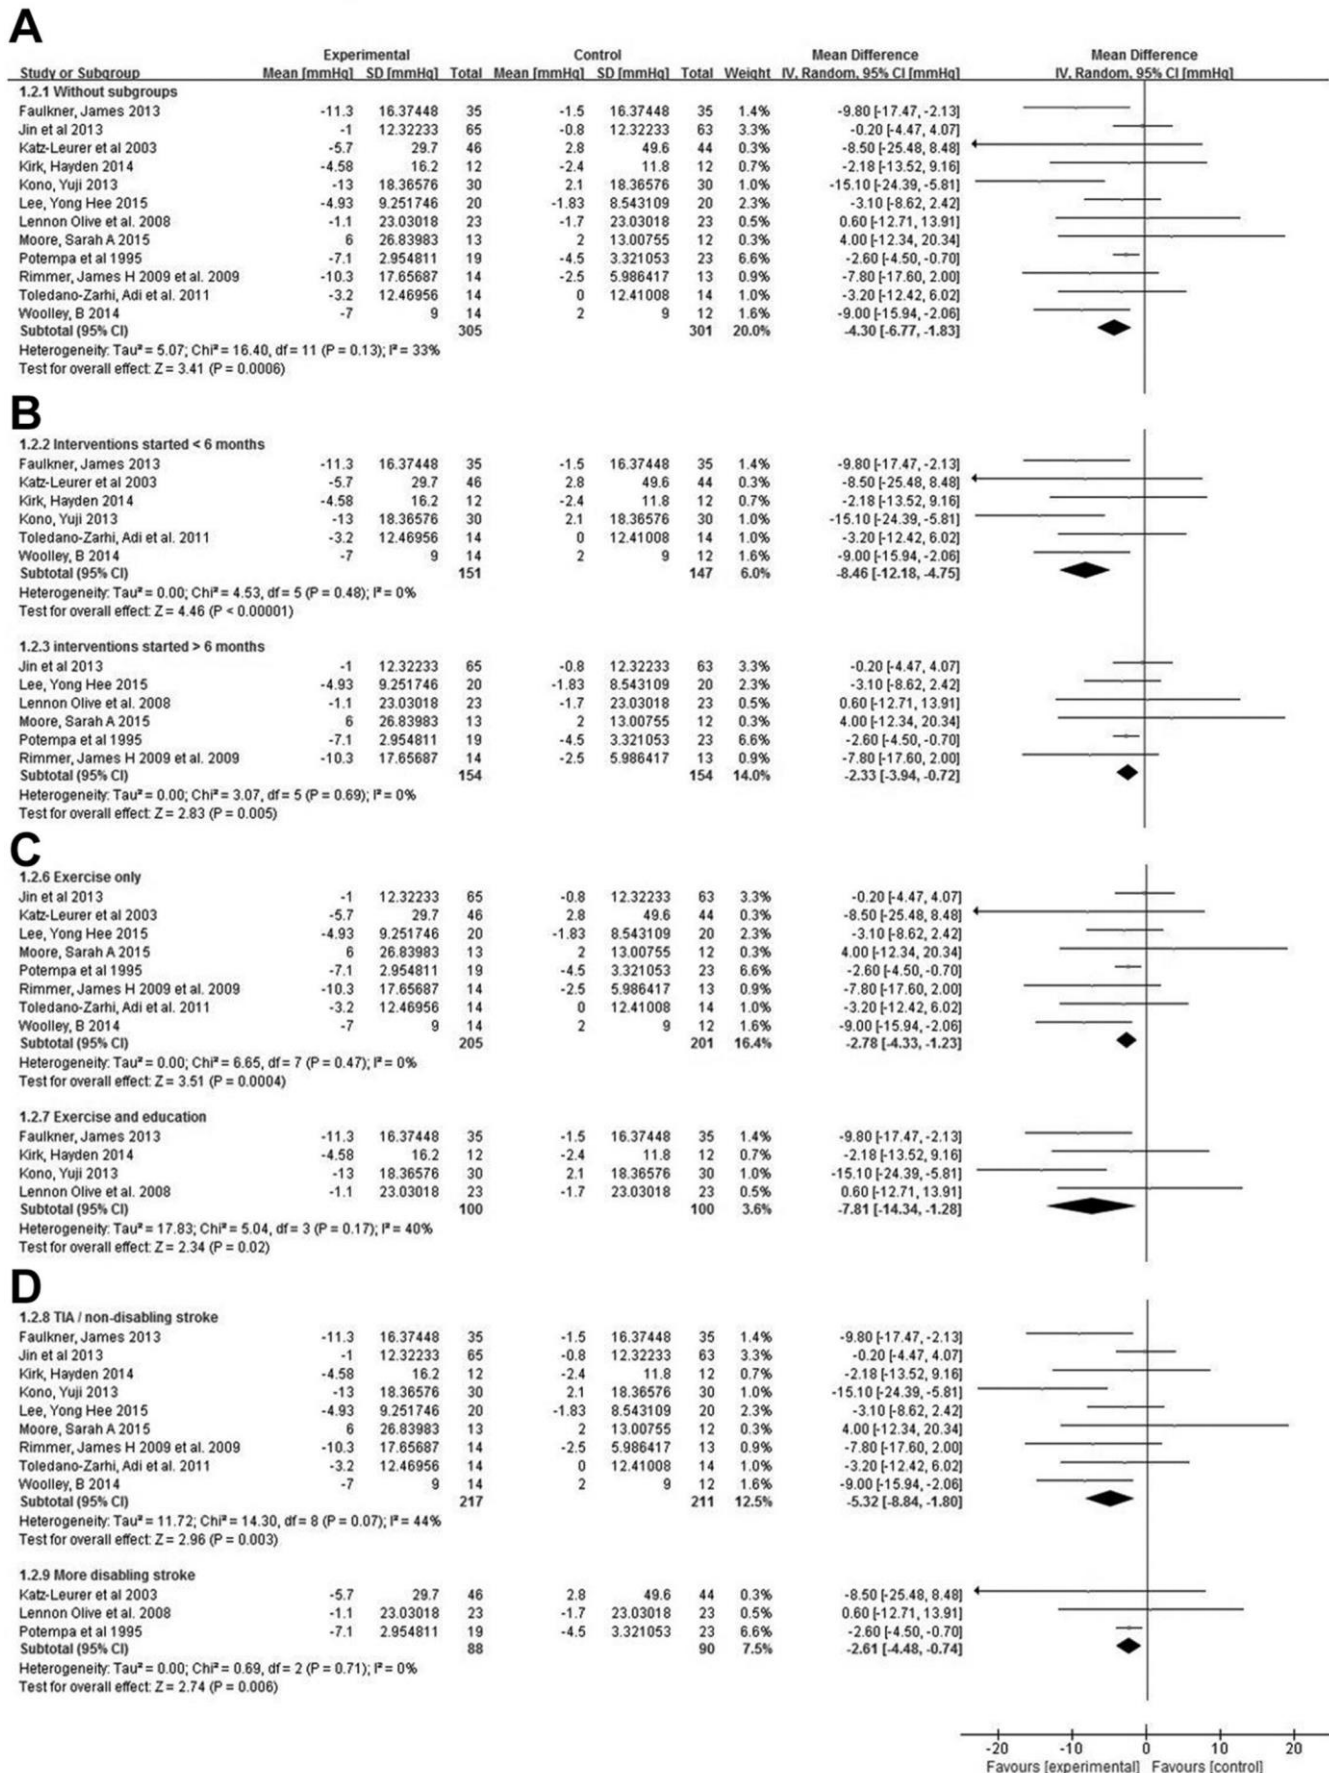 A
Experimental Control Mean Difference Mean Difference
Study or Subgroup Mean [mmHg] SD [mmHg] Total Mean [mmHg] SD [mmHg] Total Weight IV, Random, 95% CI [mmHg] IV, Random, 95% CI [mmHg]
1.2.1 Without subgroups
Faulkner, James 2013 -11.3 16.37448 35 -1.5 16.37448 35 1.4% -9.80 [-17.47, -2.13]
Jin et al 2013 -1 12.32233 65 -0.8 12.32233 63 3.3% -0.20 [-4.47, 4.07]
Katz-Leurer et al 2003 -5.7 29.7 46 2.8 49.6 44 0.3% -8.50 [-25.48, 8.48]
Kirk, Hayden 2014 -4.58 16.2 12 -2.4 11.8 12 0.7% -2.18 [-13.52, 9.16]
Kono, Yuji 2013 -13 18.36576 30 2.1 18.36576 30 1.0% -15.10 [-24.39, -5.81]
Lee, Yong Hee 2015 -4.93 9.251746 20 -1.83 8.543109 20 2.3% -3.10 [-8.62, 2.42]
Lennon Olive et al. 2008 -1.1 23.03018 23 -1.7 23.03018 23 0.5% 0.60 [-12.71, 13.91]
Moore, Sarah A 2015 6 26.83983 13 2 13.00755 12 0.3% 4.00 [-12.34, 20.34]
Potempa et al 1995 -7.1 2.954811 19 -4.5 3.321053 23 6.6% -2.60 [-4.50, -0.70]
Rimmer, James H 2009 et al. 2009 -10.3 17.65687 14 -2.5 5.986417 13 0.9% -7.80 [-17.60, 2.00]
Toledano-Zarhi, Adi et al. 2011 -3.2 12.46956 14 0 12.41008 14 1.0% -3.20 [-12.42, 6.02]
Woolley, B 2014 -7 9 14 2 9 12 1.6% -9.00 [-15.94, -2.06]
Subtotal (95% CI) 305 301 20.0% -4.30 [-6.77, -1.83]
Heterogeneity: Tau² = 5.07; Chi² = 16.40, df = 11 (P = 0.13); I² = 33%
Test for overall effect: Z = 3.41 (P = 0.0006)
B
1.2.2 Interventions started < 6 months
Faulkner, James 2013 -11.3 16.37448 35 -1.5 16.37448 35 1.4% -9.80 [-17.47, -2.13]
Katz-Leurer et al 2003 -5.7 29.7 46 2.8 49.6 44 0.3% -8.50 [-25.48, 8.48]
Kirk, Hayden 2014 -4.58 16.2 12 -2.4 11.8 12 0.7% -2.18 [-13.52, 9.16]
Kono, Yuji 2013 -13 18.36576 30 2.1 18.36576 30 1.0% -15.10 [-24.39, -5.81]
Toledano-Zarhi, Adi et al. 2011 -3.2 12.46956 14 0 12.41008 14 1.0% -3.20 [-12.42, 6.02]
Woolley, B 2014 -7 9 14 2 9 12 1.6% -9.00 [-15.94, -2.06]
Subtotal (95% CI) 151 147 6.0% -8.46 [-12.18, -4.75]
Heterogeneity: Tau² = 0.00; Chi² = 4.53, df = 5 (P = 0.48); I² = 0%
Test for overall effect: Z = 4.46 (P < 0.00001)
1.2.3 interventions started > 6 months
Jin et al 2013 -1 12.32233 65 -0.8 12.32233 63 3.3% -0.20 [-4.47, 4.07]
Lee, Yong Hee 2015 -4.93 9.251746 20 -1.83 8.543109 20 2.3% -3.10 [-8.62, 2.42]
Lennon Olive et al. 2008 -1.1 23.03018 23 -1.7 23.03018 23 0.5% 0.60 [-12.71, 13.91]
Moore, Sarah A 2015 6 26.83983 13 2 13.00755 12 0.3% 4.00 [-12.34, 20.34]
Potempa et al 1995 -7.1 2.954811 19 -4.5 3.321053 23 6.6% -2.60 [-4.50, -0.70]
Rimmer, James H 2009 et al. 2009 -10.3 17.65687 14 -2.5 5.986417 13 0.9% -7.80 [-17.60, 2.00]
Subtotal (95% CI) 154 154 14.0% -2.33 [-3.94, -0.72]
Heterogeneity: Tau² = 0.00; Chi² = 3.07, df = 5 (P = 0.69); I² = 0%
Test for overall effect: Z = 2.83 (P = 0.005)
C
1.2.6 Exercise only
Jin et al 2013 -1 12.32233 65 -0.8 12.32233 63 3.3% -0.20 [-4.47, 4.07]
Katz-Leurer et al 2003 -5.7 29.7 46 2.8 49.6 44 0.3% -8.50 [-25.48, 8.48]
Lee, Yong Hee 2015 -4.93 9.251746 20 -1.83 8.543109 20 2.3% -3.10 [-8.62, 2.42]
Moore, Sarah A 2015 6 26.83983 13 2 13.00755 12 0.3% 4.00 [-12.34, 20.34]
Potempa et al 1995 -7.1 2.954811 19 -4.5 3.321053 23 6.6% -2.60 [-4.50, -0.70]
Rimmer, James H 2009 et al. 2009 -10.3 17.65687 14 -2.5 5.986417 13 0.9% -7.80 [-17.60, 2.00]
Toledano-Zarhi, Adi et al. 2011 -3.2 12.46956 14 0 12.41008 14 1.0% -3.20 [-12.42, 6.02]
Woolley, B 2014 -7 9 14 2 9 12 1.6% -9.00 [-15.94, -2.06]
Subtotal (95% CI) 205 201 16.4% -2.78 [-4.33, -1.23]
Heterogeneity: Tau² = 0.00; Chi² = 6.65, df = 7 (P = 0.47); I² = 0%
Test for overall effect: Z = 3.51 (P = 0.0004)
1.2.7 Exercise and education
Faulkner, James 2013 -11.3 16.37448 35 -1.5 16.37448 35 1.4% -9.80 [-17.47, -2.13]
Kirk, Hayden 2014 -4.58 16.2 12 -2.4 11.8 12 0.7% -2.18 [-13.52, 9.16]
Kono, Yuji 2013 -13 18.36576 30 2.1 18.36576 30 1.0% -15.10 [-24.39, -5.81]
Lennon Olive et al. 2008 -1.1 23.03018 23 -1.7 23.03018 23 0.5% 0.60 [-12.71, 13.91]
Subtotal (95% CI) 100 100 3.6% -7.81 [-14.34, -1.28]
Heterogeneity: Tau² = 17.83; Chi² = 5.04, df = 3 (P = 0.17); I² = 40%
Test for overall effect: Z = 2.34 (P = 0.02)
D
1.2.8 TIA / non-disabling stroke
Faulkner, James 2013 -11.3 16.37448 35 -1.5 16.37448 35 1.4% -9.80 [-17.47, -2.13]
Jin et al 2013 -1 12.32233 65 -0.8 12.32233 63 3.3% -0.20 [-4.47, 4.07]
Kirk, Hayden 2014 -4.58 16.2 12 -2.4 11.8 12 0.7% -2.18 [-13.52, 9.16]
Kono, Yuji 2013 -13 18.36576 30 2.1 18.36576 30 1.0% -15.10 [-24.39, -5.81]
Lee, Yong Hee 2015 -4.93 9.251746 20 -1.83 8.543109 20 2.3% -3.10 [-8.62, 2.42]
Moore, Sarah A 2015 6 26.83983 13 2 13.00755 12 0.3% 4.00 [-12.34, 20.34]
Rimmer, James H 2009 et al. 2009 -10.3 17.65687 14 -2.5 5.986417 13 0.9% -7.80 [-17.60, 2.00]
Toledano-Zarhi, Adi et al. 2011 -3.2 12.46956 14 0 12.41008 14 1.0% -3.20 [-12.42, 6.02]
Woolley, B 2014 -7 9 14 2 9 12 1.6% -9.00 [-15.94, -2.06]
Subtotal (95% CI) 217 211 12.5% -5.32 [-8.84, -1.80]
Heterogeneity: Tau² = 11.72; Chi² = 14.30, df = 8 (P = 0.07); I² = 44%
Test for overall effect: Z = 2.96 (P = 0.003)
1.2.9 More disabling stroke
Katz-Leurer et al 2003 -5.7 29.7 46 2.8 49.6 44 0.3% -8.50 [-25.48, 8.48]
Lennon Olive et al. 2008 -1.1 23.03018 23 -1.7 23.03018 23 0.5% 0.60 [-12.71, 13.91]
Potempa et al 1995 -7.1 2.954811 19 -4.5 3.321053 23 6.6% -2.60 [-4.50, -0.70]
Subtotal (95% CI) 88 90 7.5% -2.61 [-4.48, -0.74]
Heterogeneity: Tau² = 0.00; Chi² = 0.69, df = 2 (P = 0.71); I² = 0%
Test for overall effect: Z = 2.74 (P = 0.006)
-20 -10 0 10 20
Favours [experimental] Favours [control]